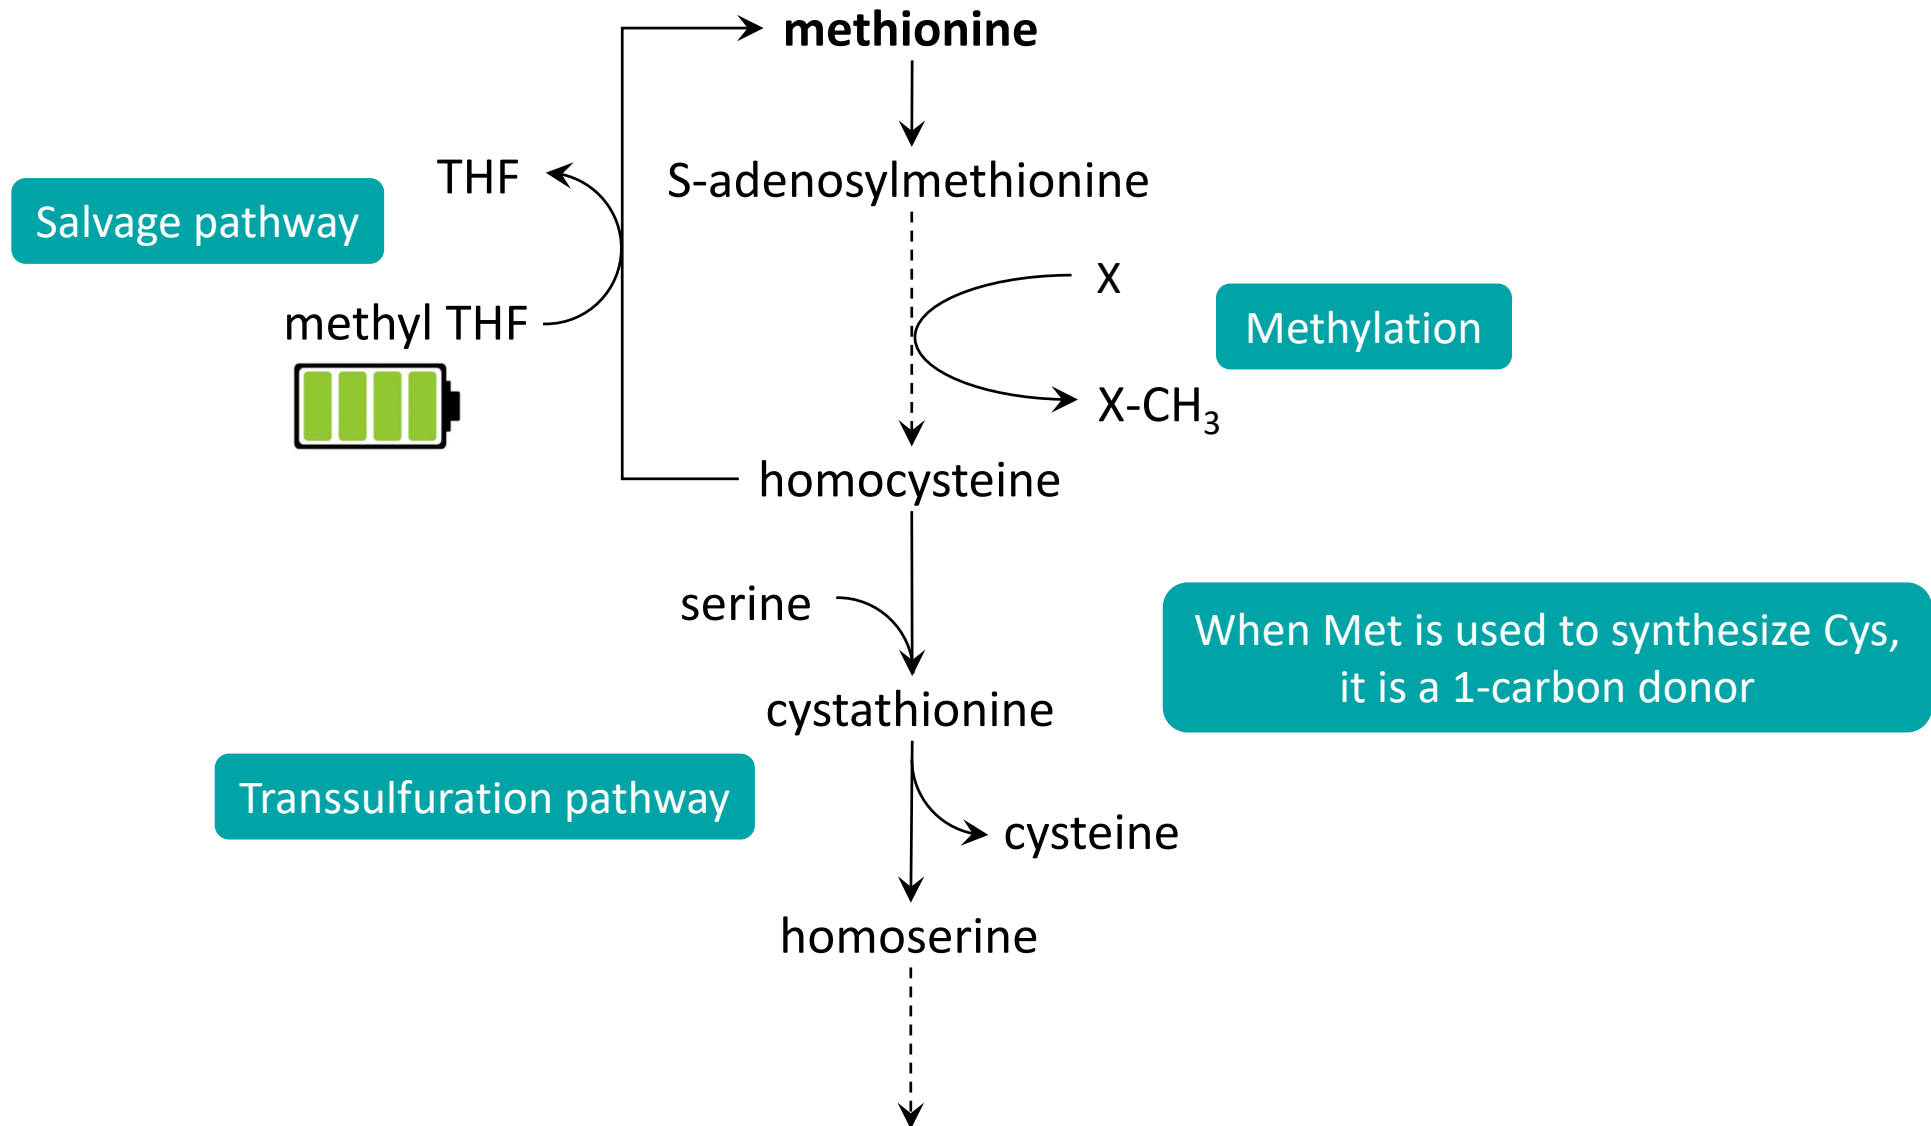 methionine
THF
S-adenosylmethionine
Salvage pathway
X
methyl THF
Methylation
X-CH₃
homocysteine
serine
When Met is used to synthesize Cys,
it is a 1-carbon donor
cystathionine
Transsulfuration pathway
cysteine
homoserine